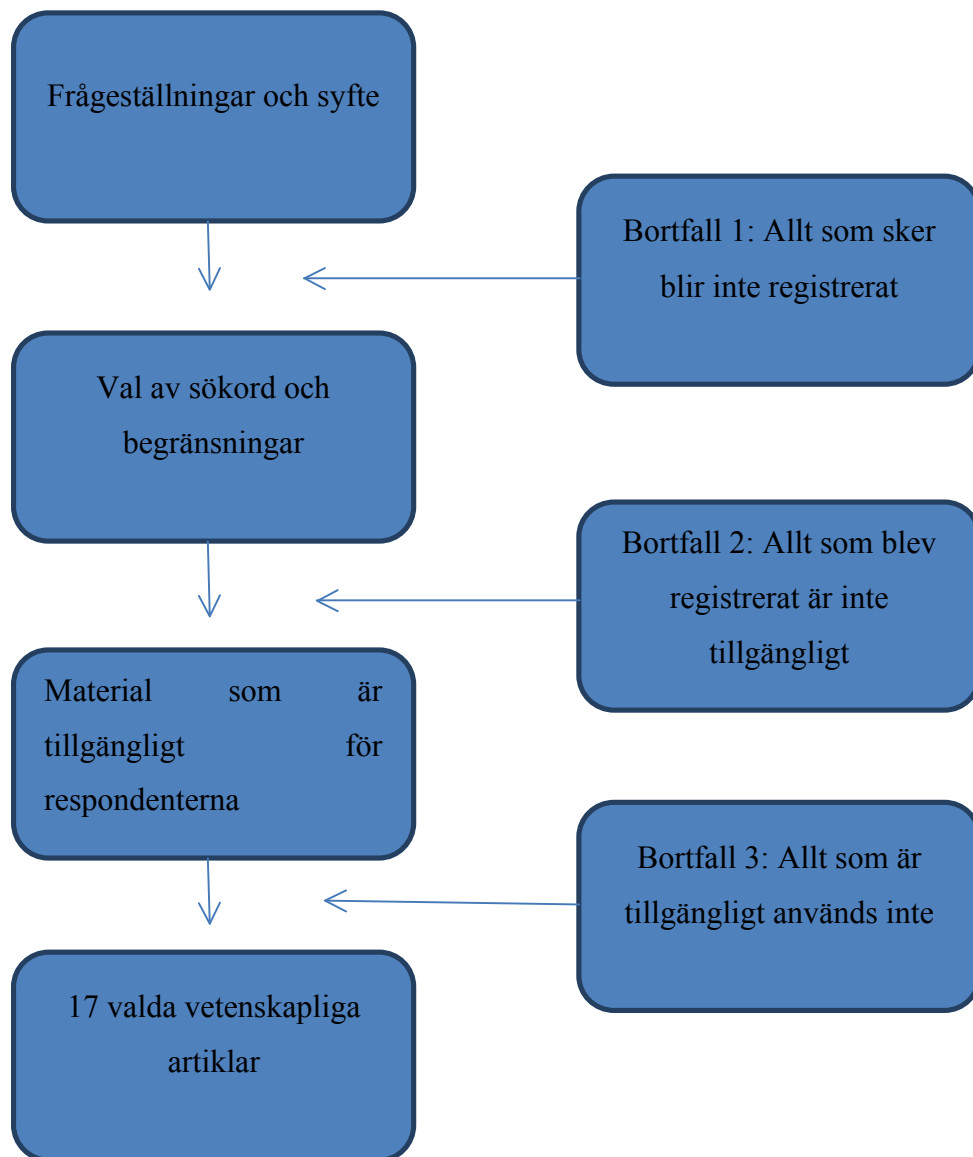 Frågeställningar och syfte
Bortfall 1: Allt som sker
blir inte registrerat
Val av sökord och
begränsningar
Bortfall 2: Allt som blev
registrerat är inte
tillgängligt
Material som är
tillgängligt för
respondenterna
Bortfall 3: Allt som är
tillgängligt används inte
17 valda vetenskapliga
artiklar